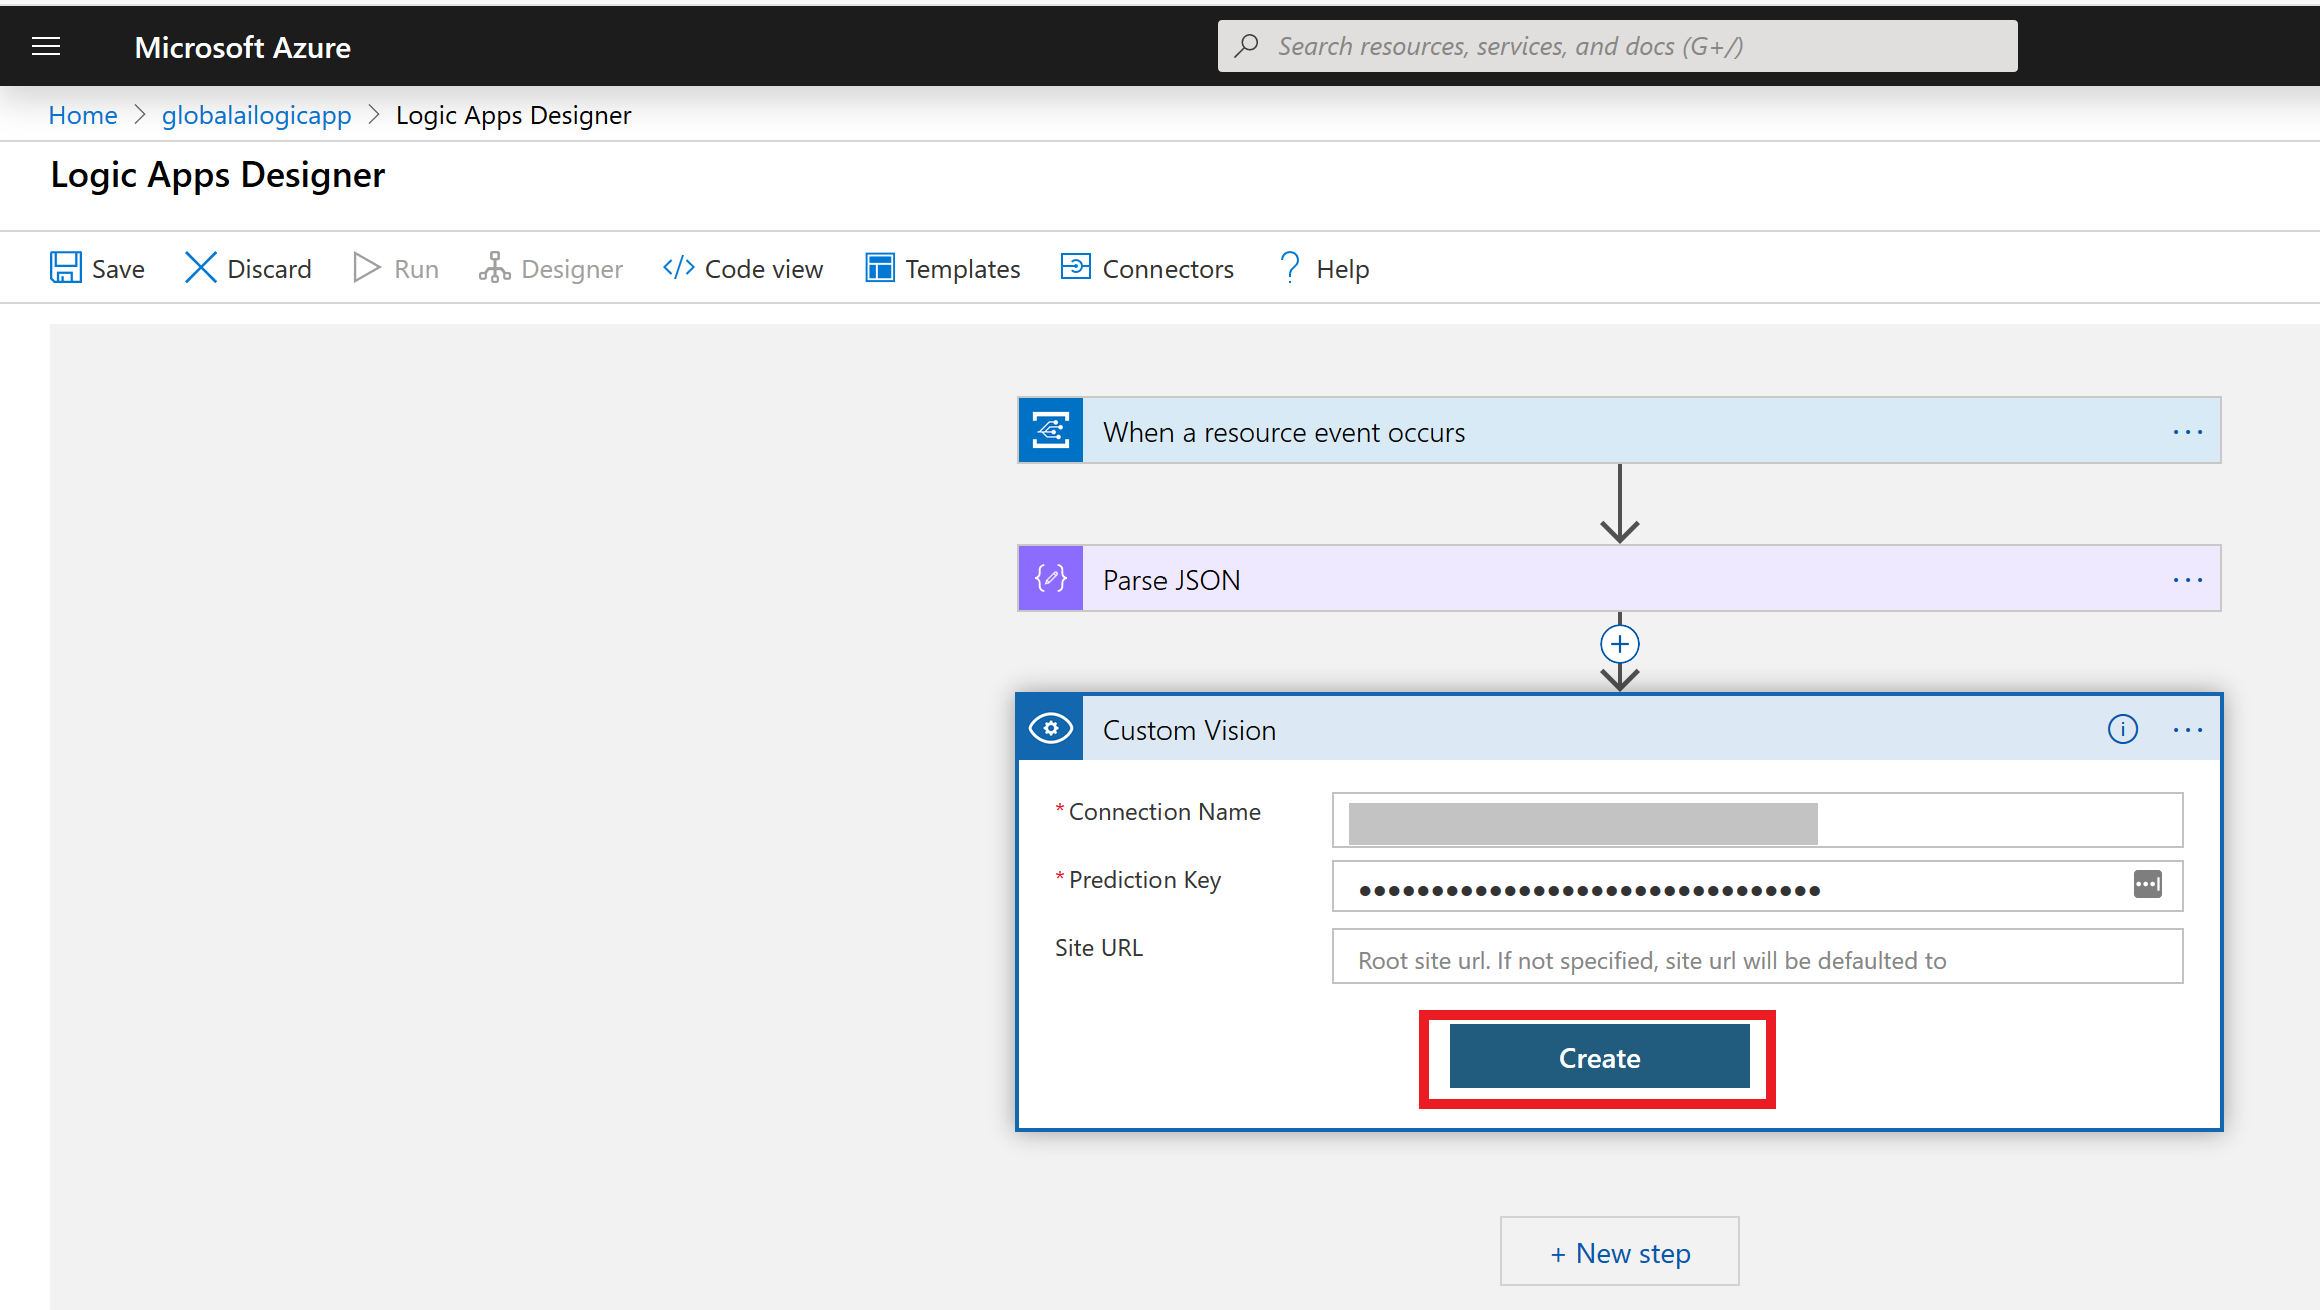 Microsoft Azure
Search resources, services, and docs (G+/)
Home > globalailogicapp > Logic Apps Designer
Logic Apps Designer
Save Discard Run Designer </> Code view Templates Connectors ? Help
When a resource event occurs ...
Parse JSON ...
Custom Vision ...
* Connection Name
* Prediction Key ••••••••••••••••••••••••••••••••
Site URL Root site url. If not specified, site url will be defaulted to
Create
+ New step